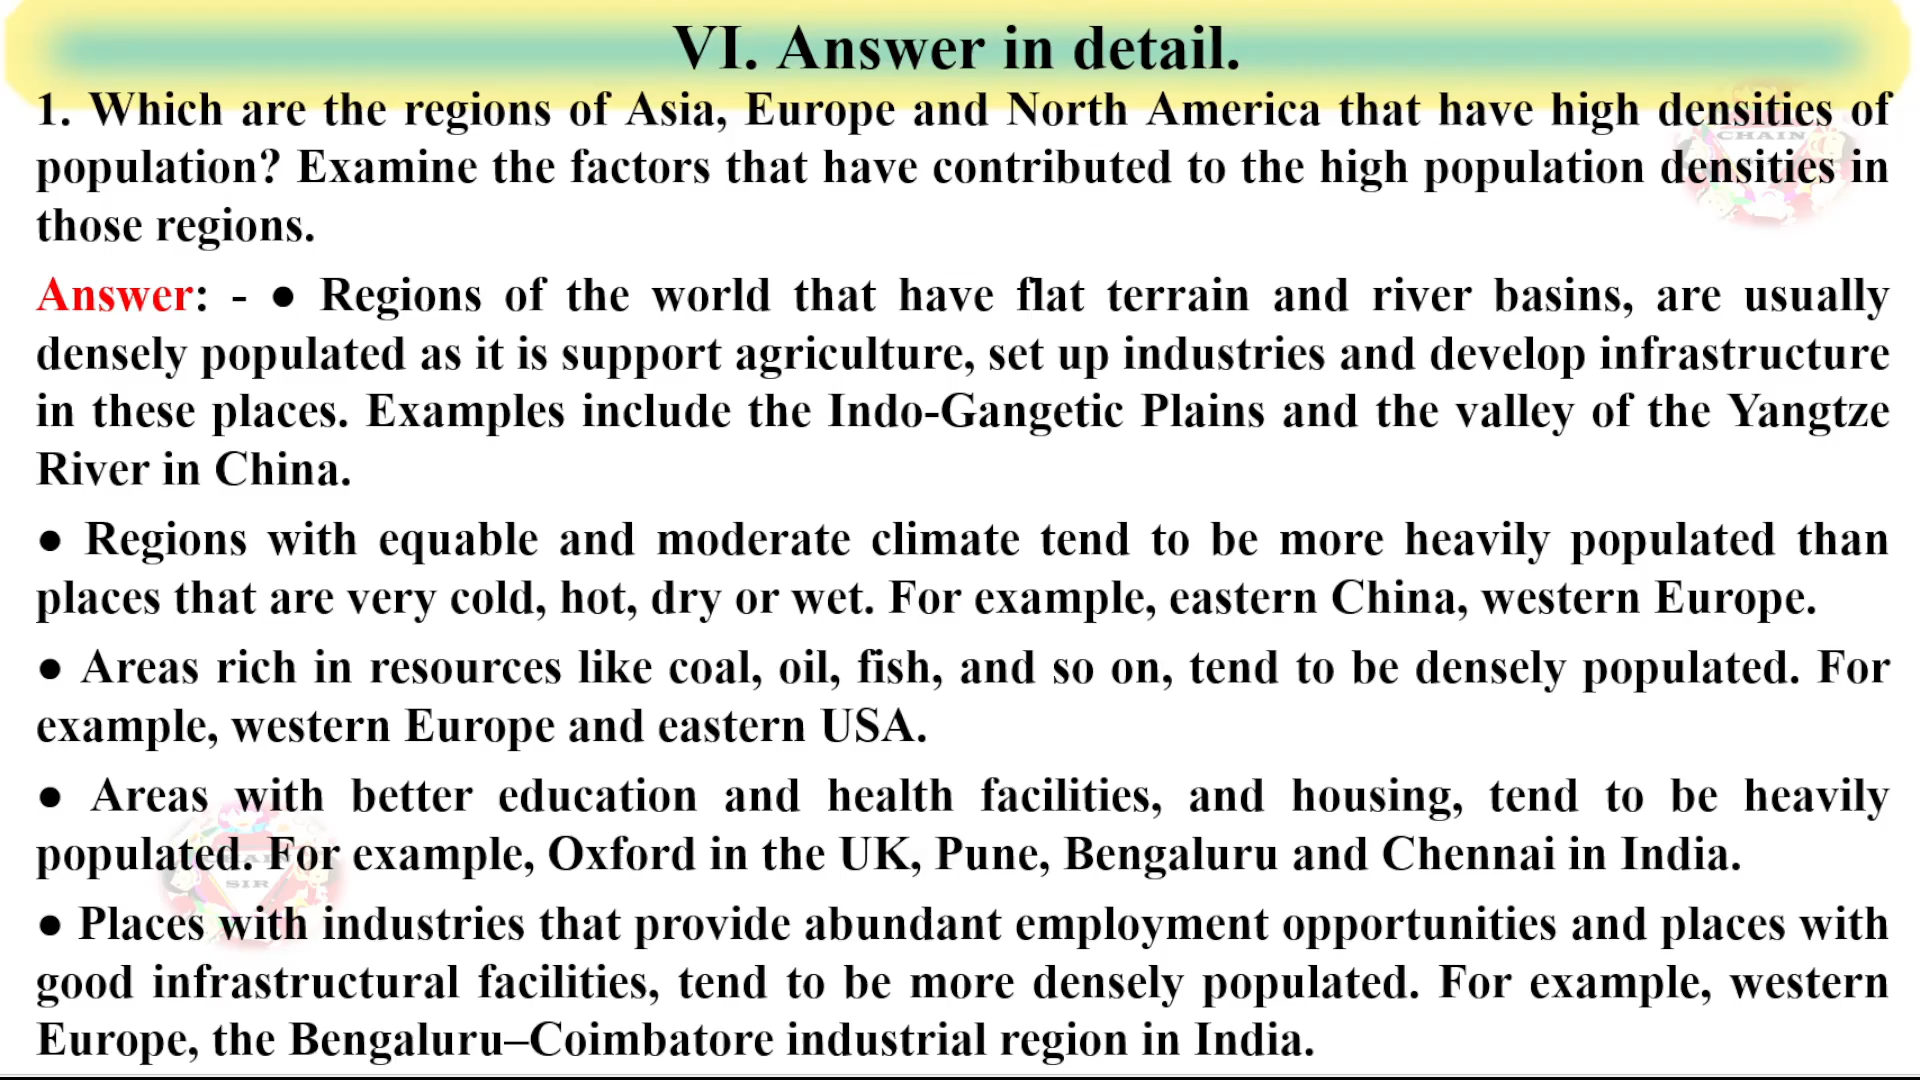 VI. Answer in detail.
1. Which are the regions of Asia, Europe and North America that have high densities of
population? Examine the factors that have contributed to the high population densities in
those regions.
Answer: - ● Regions of the world that have flat terrain and river basins, are usually
densely populated as it is support agriculture, set up industries and develop infrastructure
in these places. Examples include the Indo-Gangetic Plains and the valley of the Yangtze
River in China.
● Regions with equable and moderate climate tend to be more heavily populated than
places that are very cold, hot, dry or wet. For example, eastern China, western Europe.
● Areas rich in resources like coal, oil, fish, and so on, tend to be densely populated. For
example, western Europe and eastern USA.
● Areas with better education and health facilities, and housing, tend to be heavily
populated. For example, Oxford in the UK, Pune, Bengaluru and Chennai in India.
● Places with industries that provide abundant employment opportunities and places with
good infrastructural facilities, tend to be more densely populated. For example, western
Europe, the Bengaluru–Coimbatore industrial region in India.
CHAIN
SIR